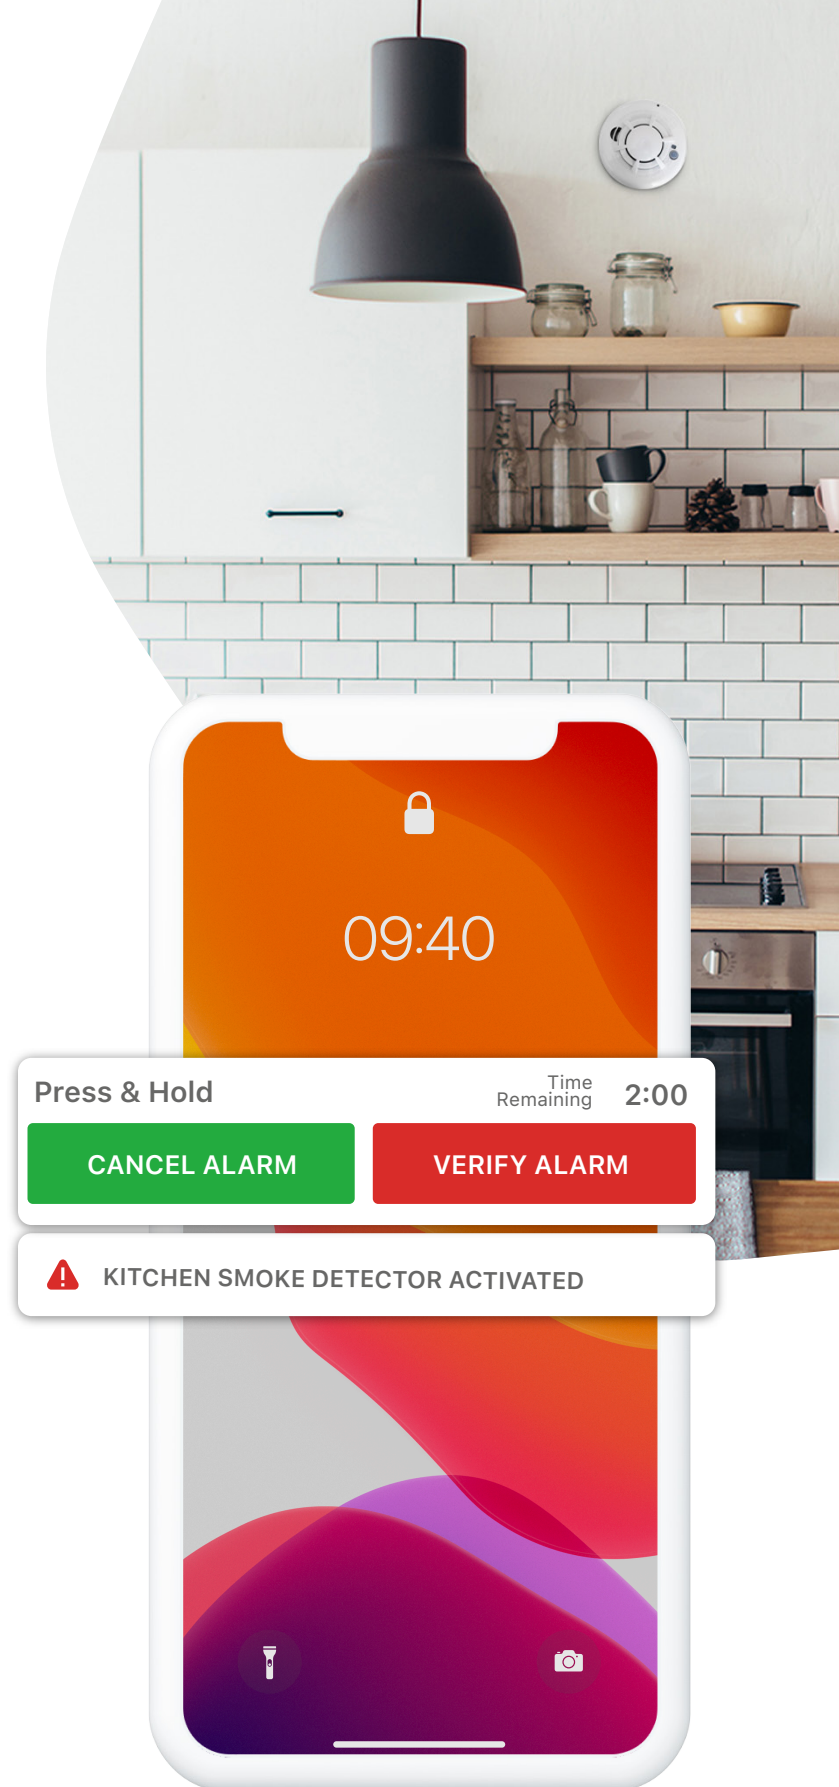 09:40
Press & Hold
Time
Remaining
2:00
CANCEL ALARM
VERIFY ALARM
KITCHEN SMOKE DETECTOR ACTIVATED